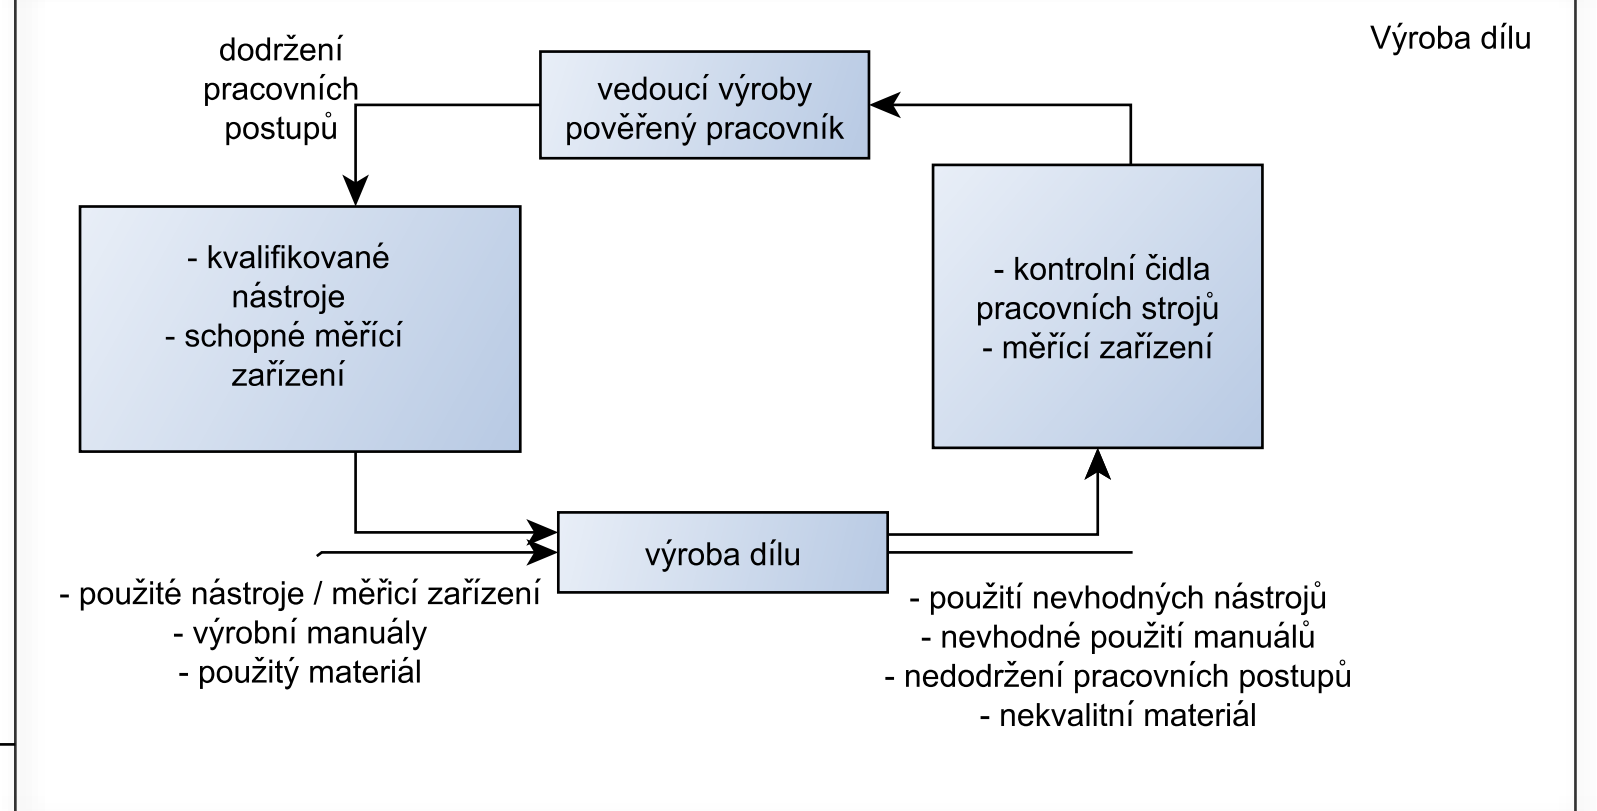 Výroba dílu
dodržení
pracovních
postupů
vedoucí výroby
pověřený pracovník
- kvalifikované
nástroje
- schopné měřící
zařízení
- kontrolní čidla
pracovních strojů
- měřící zařízení
výroba dílu
- použité nástroje / měřicí zařízení
- výrobní manuály
- použitý materiál
- použití nevhodných nástrojů
- nevhodné použití manuálů
- nedodržení pracovních postupů
- nekvalitní materiál